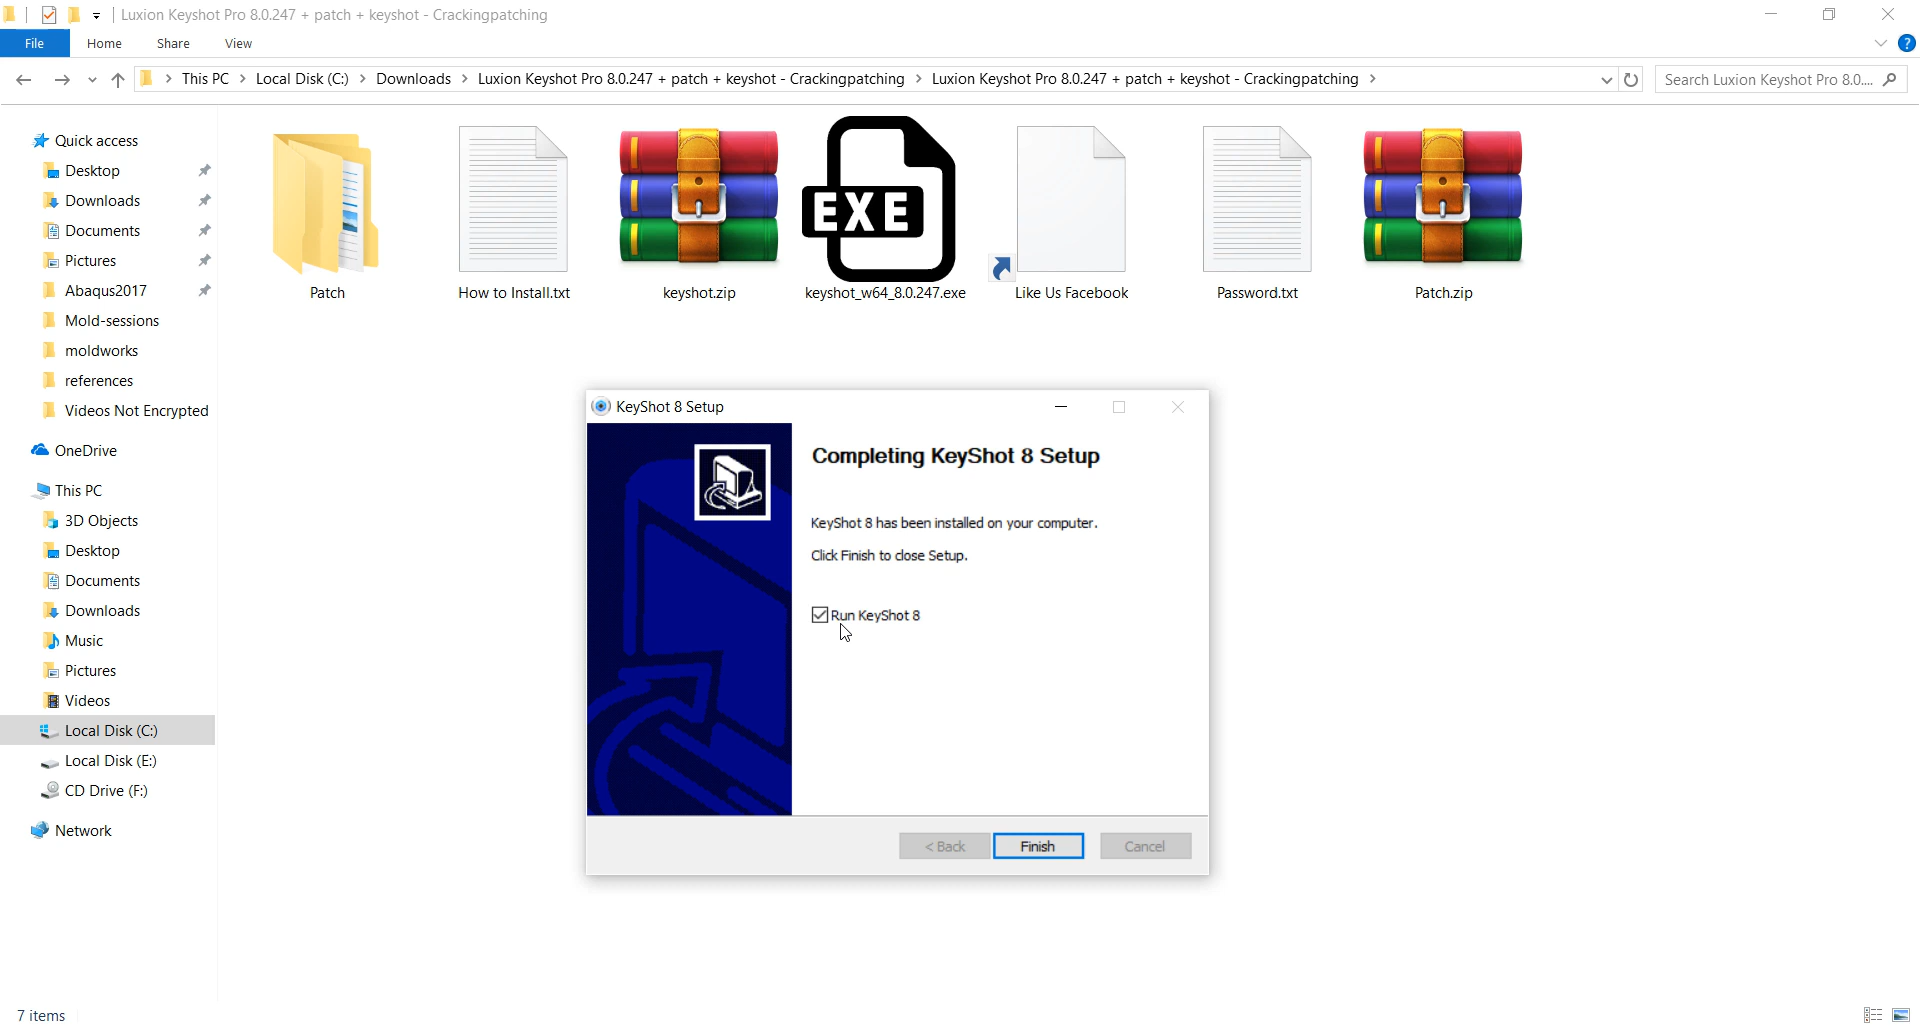 Luxion Keyshot Pro 8.0.247 + patch + keyshot - Crackingpatching
File Home Share View
This PC Local Disk (C:) Downloads Luxion Keyshot Pro 8.0.247 + patch + keyshot - Crackingpatching Luxion Keyshot Pro 8.0.247 + patch + keyshot - Crackingpatching Search Luxion Keyshot Pro 8.0....
Quick access
Desktop
Downloads
Documents
Pictures
Abaqus2017
Mold-sessions
moldworks
references
Videos Not Encrypted
OneDrive
This PC
3D Objects
Desktop
Documents
Downloads
Music
Pictures
Videos
Local Disk (C:)
Local Disk (E:)
CD Drive (F:)
Network
EXE
Patch How to Install.txt keyshot.zip keyshot_w64_8.0.247.exe Like Us Facebook Password.txt Patch.zip
KeyShot 8 Setup
Completing KeyShot 8 Setup
KeyShot 8 has been installed on your computer.
Click Finish to close Setup.
Run KeyShot 8
< Back Finish Cancel
7 items